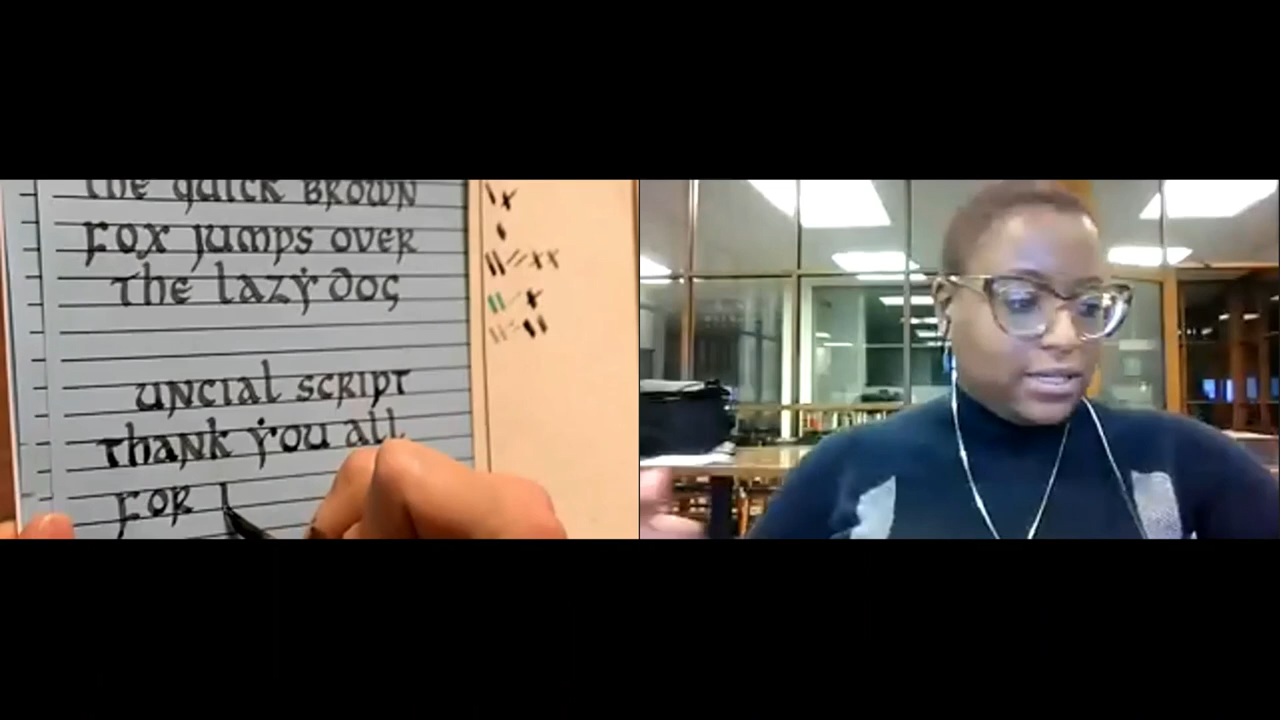 the quick brown
fox jumps over
the lazy dog
uncial script
thank you all
for